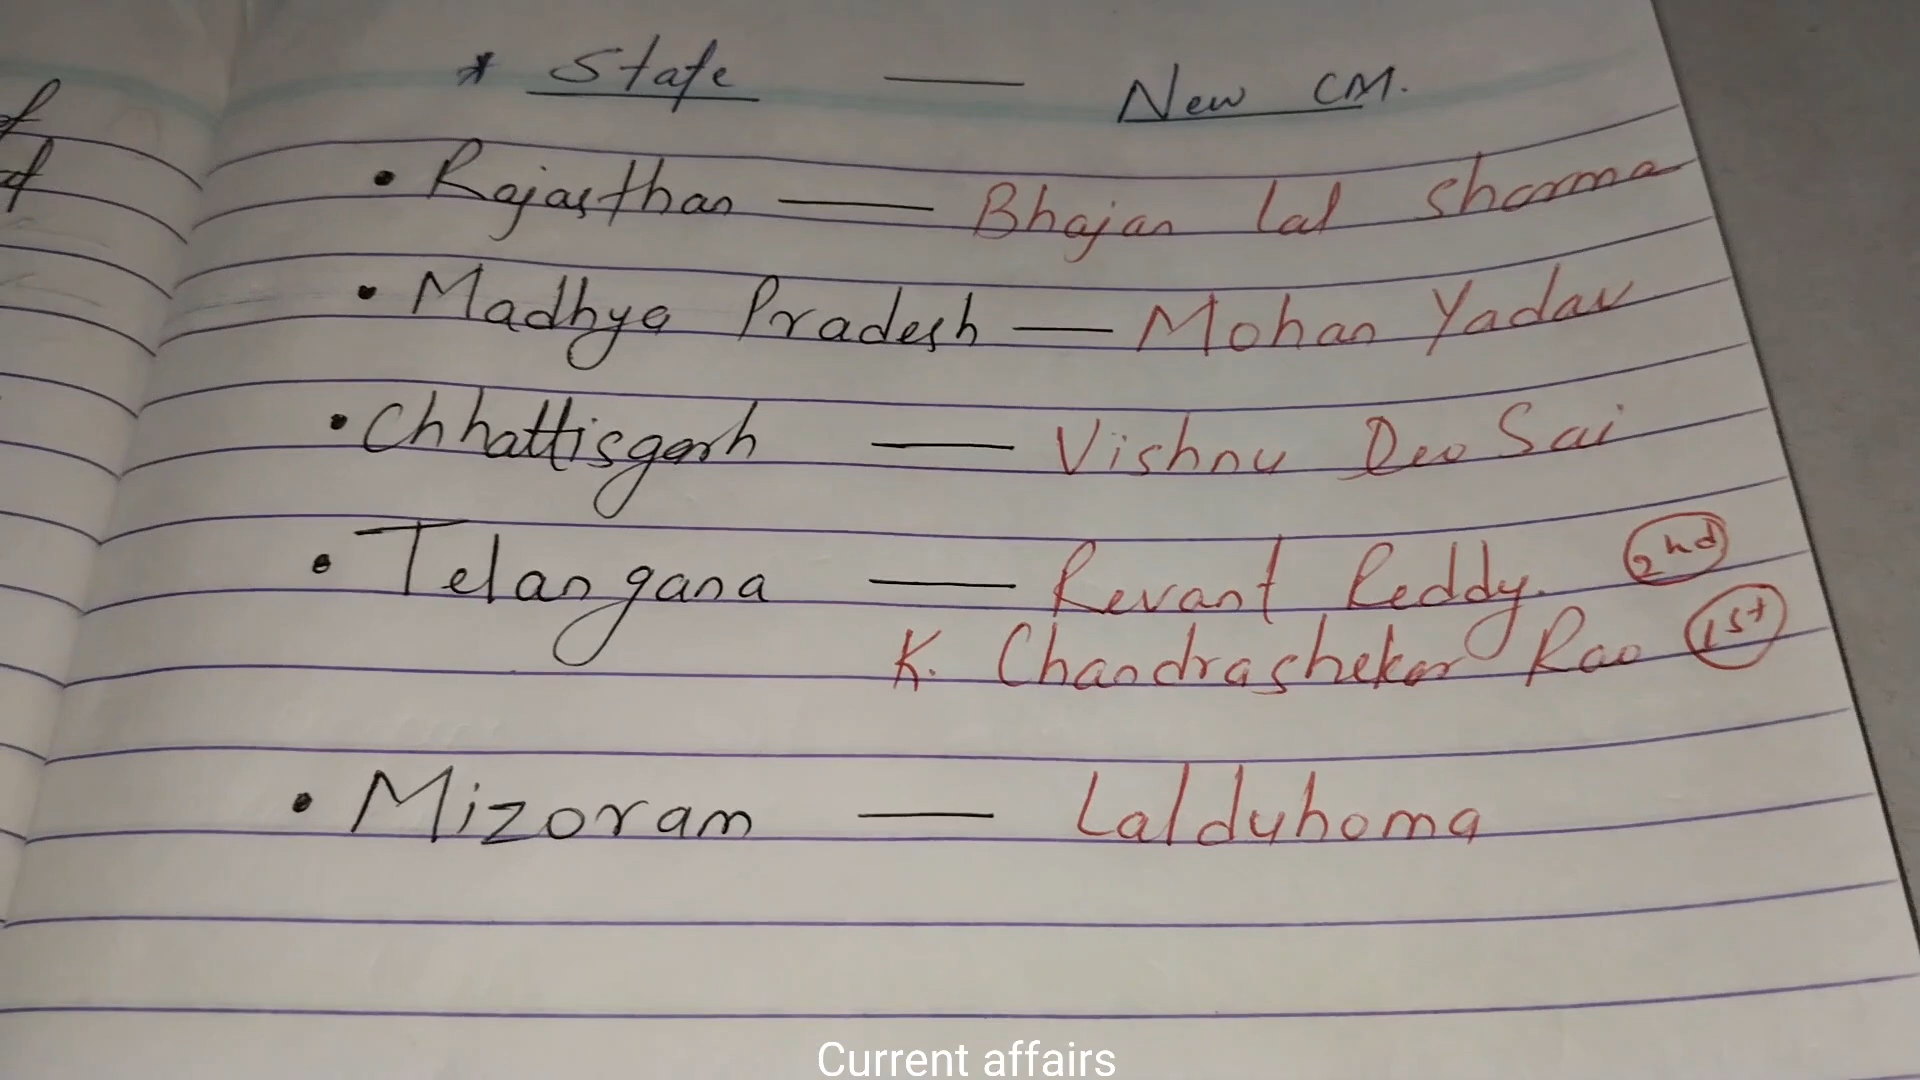 * State — New CM.
• Rajasthan — Bhajan lal sharma
• Madhya Pradesh — Mohan Yadav
• Chhattisgarh — Vishnu Deo Sai
• Telangana — Revant Reddy. 2nd
K. Chandrashekar Rao 1st
• Mizoram — Lalduhoma
Current affairs